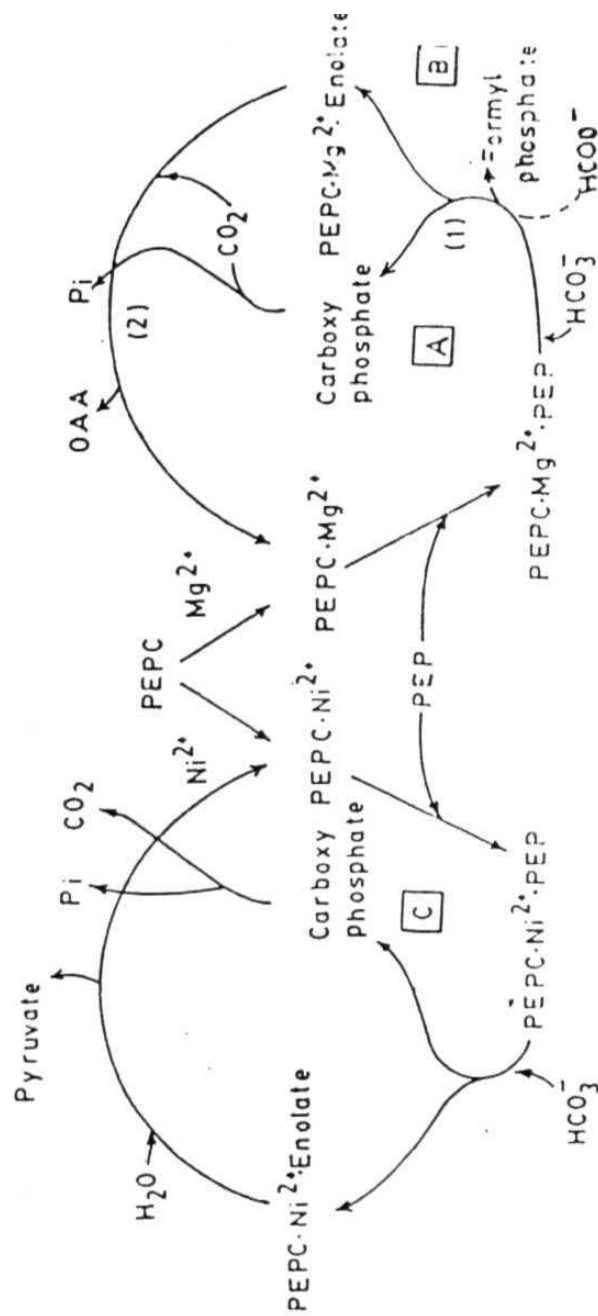 Pyruvate
Pi
CO2
H2O
PEPC·Ni2+·Enolate
Ni2+
PEPC
Mg2+
OAA
Pi
(2)
CO2
Carboxy
phosphate
PEPC·Ni2+
PEPC·Mg2+
Carboxy
phosphate
PEPC·Mg2+·Enolate
C
A
B
PEP
(1)
phosphate
HCO3-
PEPC·Ni2+·PEP
PEPC·Mg2+·PEP
HCO3-
HCOO-